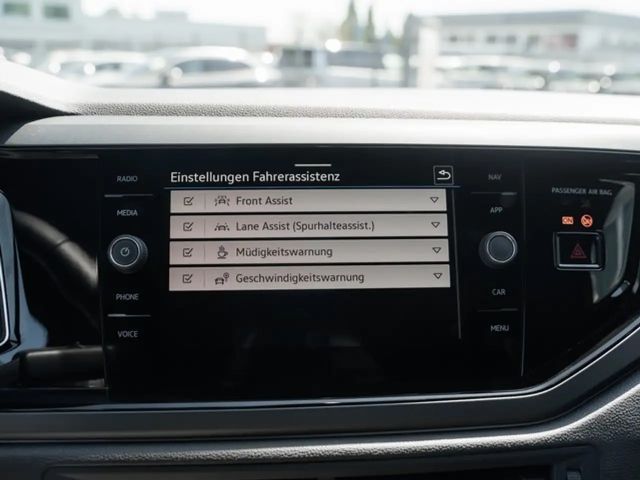 RADIO
MEDIA
PHONE
VOICE
Einstellungen Fahrerassistenz
Front Assist
Lane Assist (Spurhalteassist.)
Müdigkeitswarnung
Geschwindigkeitswarnung
NAV
APP
CAR
MENU
PASSENGER AIR BAG
ON